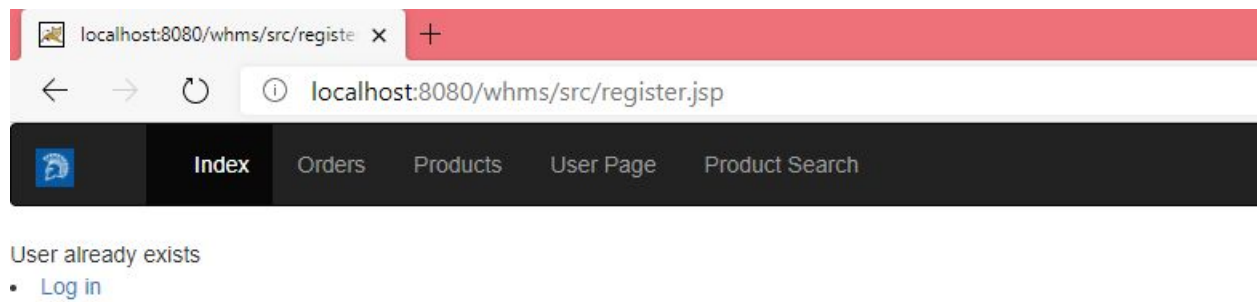 localhost:8080/whms/src/registe
localhost:8080/whms/src/register.jsp
Index Orders Products User Page Product Search
User already exists
• Log in